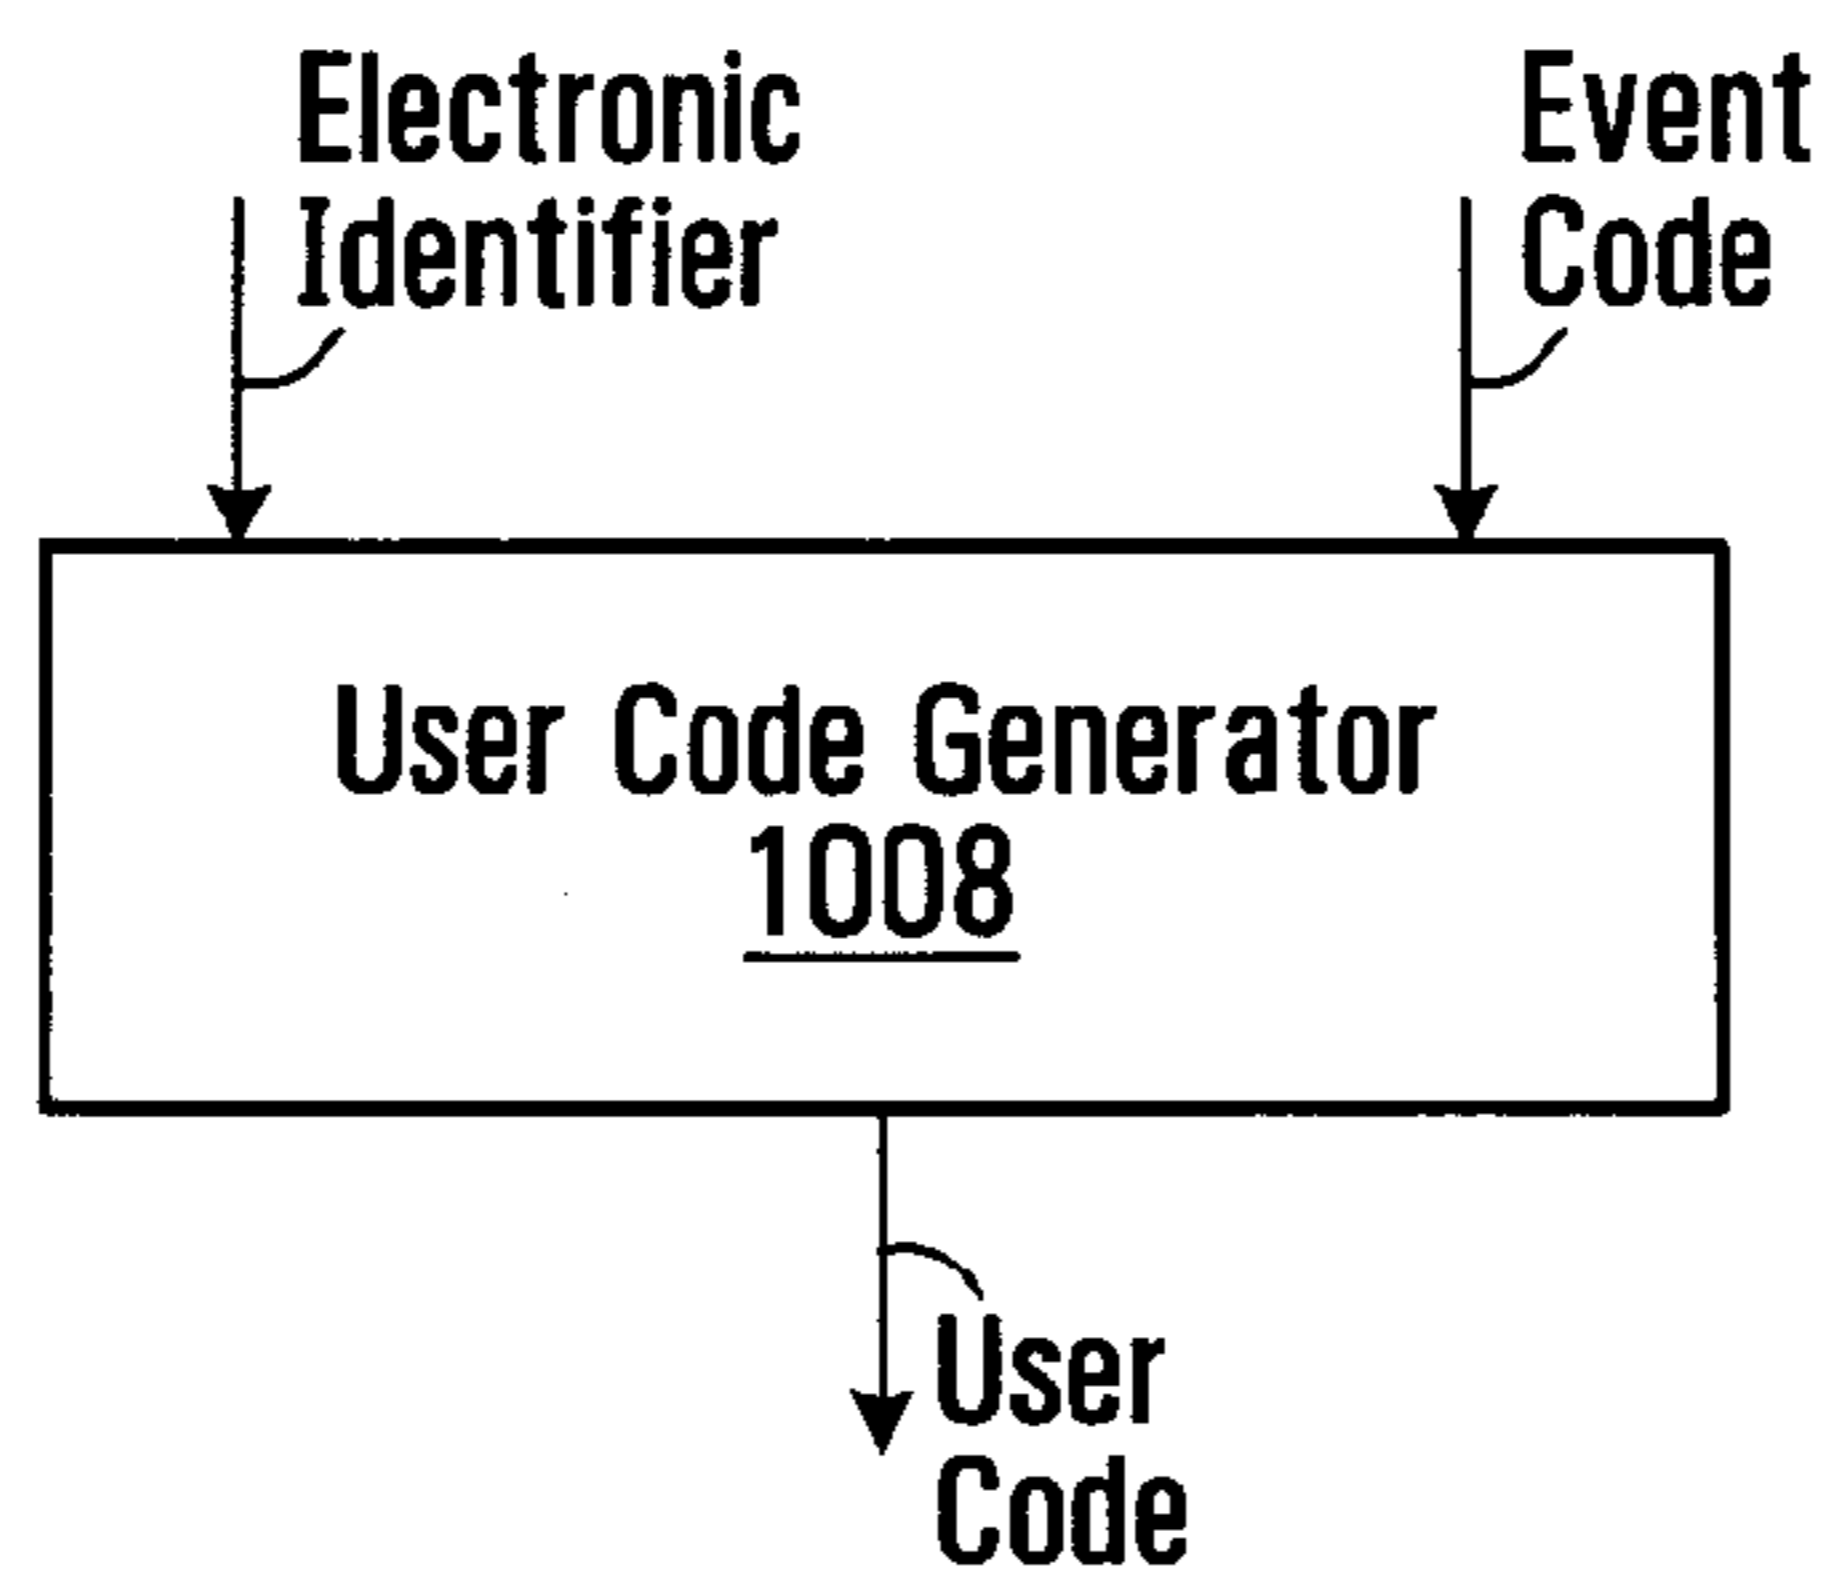 Electronic
Identifier
Event
Code
User Code Generator
1008
User
Code